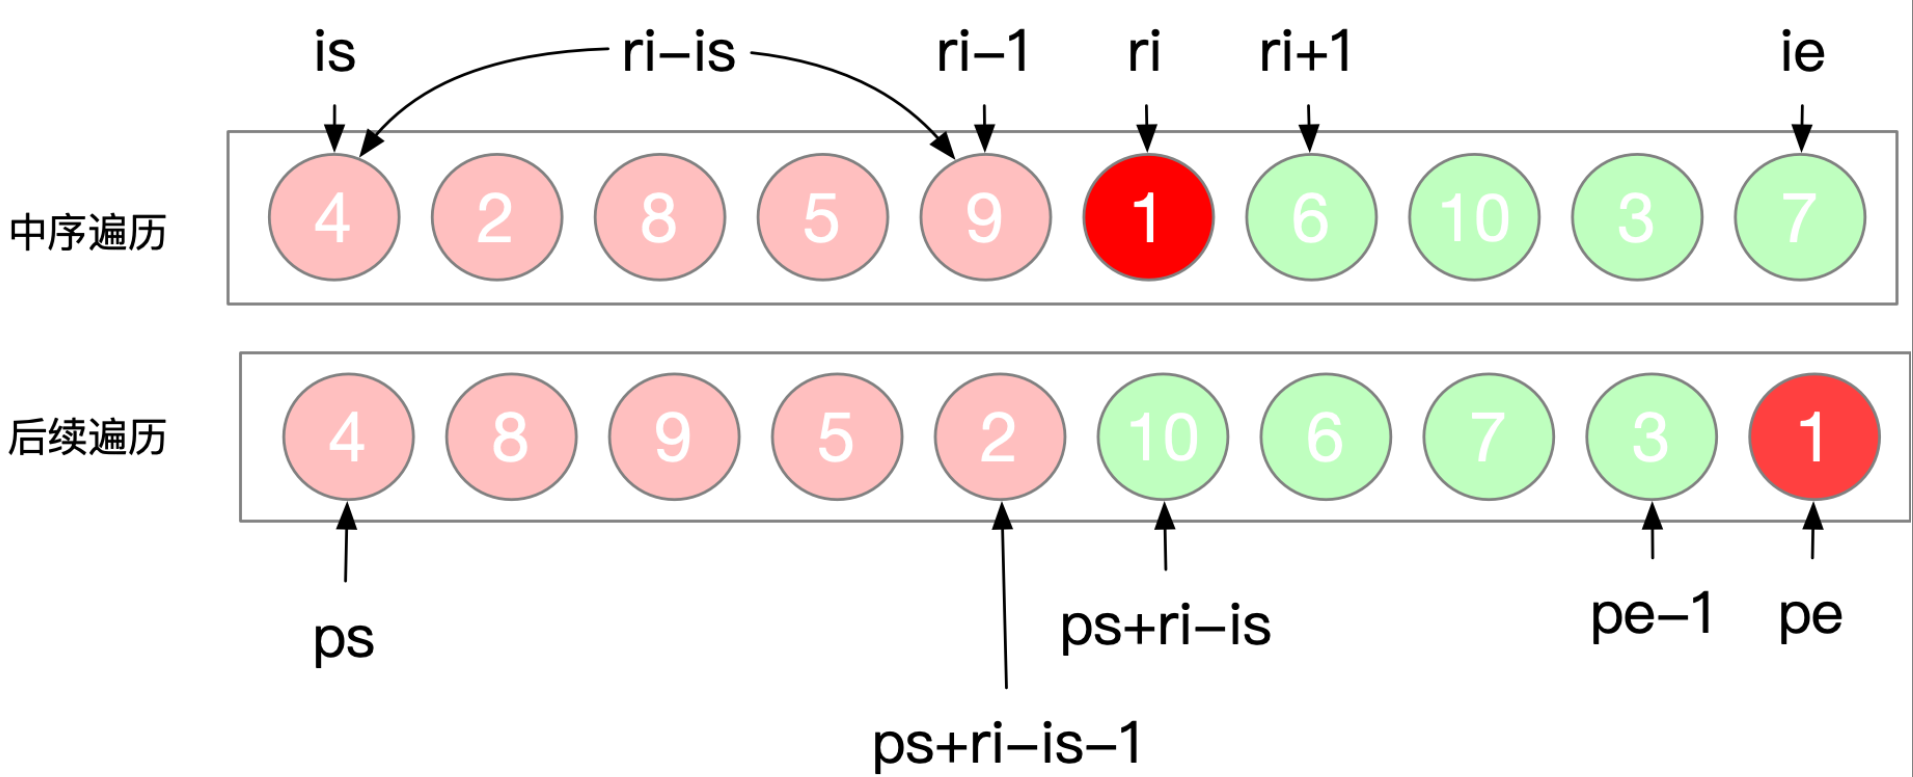 is ri-is ri-1 ri ri+1 ie
中序遍历 4 2 8 5 9 1 6 10 3 7
后续遍历 4 8 9 5 2 10 6 7 3 1
ps ps+ri-is pe-1 pe
ps+ri-is-1